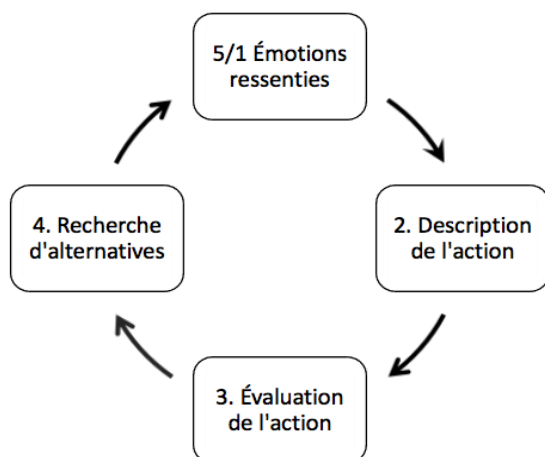 5/1 Émotions
ressenties
2. Description
de l'action
3. Évaluation
de l'action
4. Recherche
d'alternatives